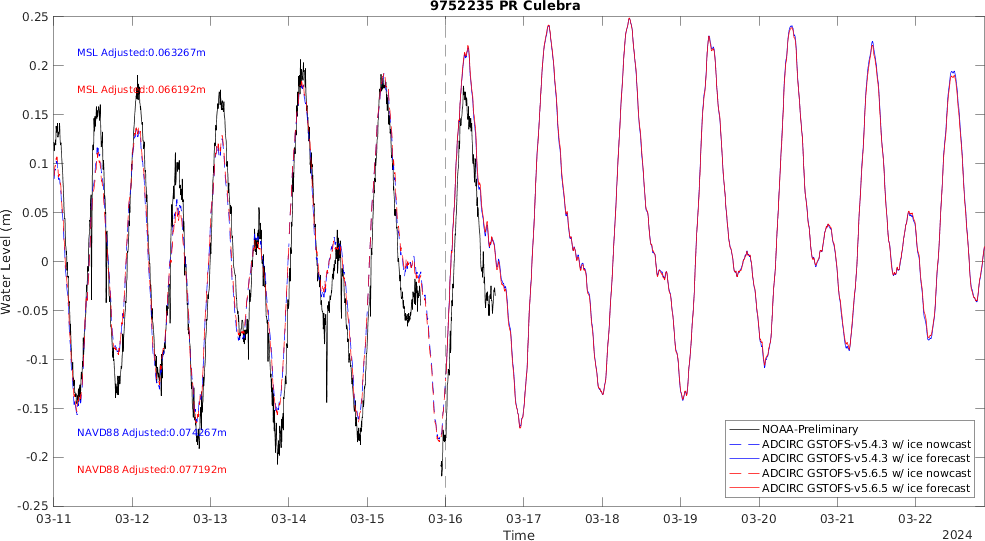 9752235 PR Culebra
0.25
0.2
0.15
0.1
0.05
0
-0.05
-0.1
-0.15
-0.2
-0.25
Water Level (m)
MSL Adjusted:0.063267m
MSL Adjusted:0.066192m
NAVD88 Adjusted:0.074267m
NAVD88 Adjusted:0.077192m
NOAA-Preliminary
ADCIRC GSTOFS-v5.4.3 w/ ice nowcast
ADCIRC GSTOFS-v5.4.3 w/ ice forecast
ADCIRC GSTOFS-v5.6.5 w/ ice nowcast
ADCIRC GSTOFS-v5.6.5 w/ ice forecast
03-11 03-12 03-13 03-14 03-15 03-16 03-17 03-18 03-19 03-20 03-21 03-22
Time
2024